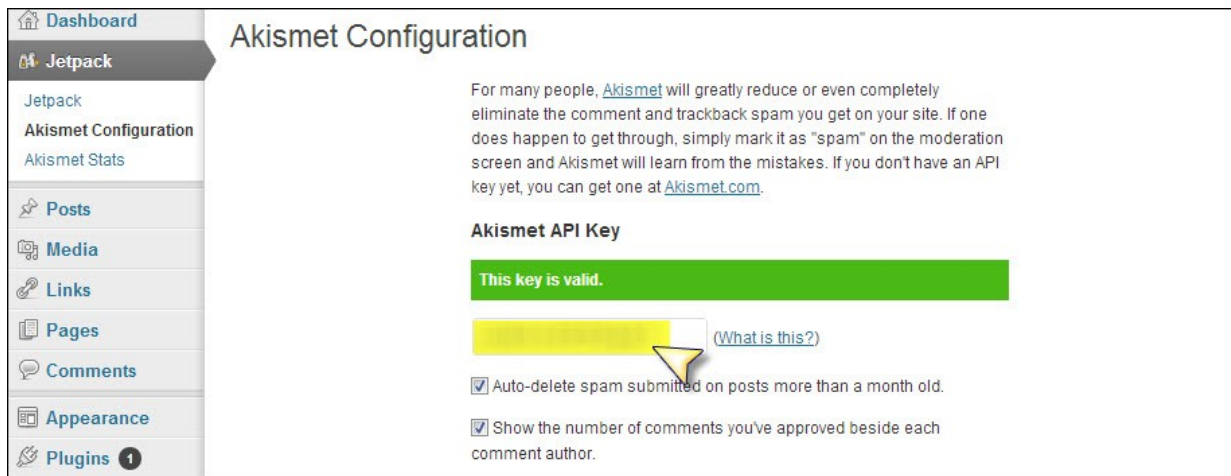 Dashboard
Jetpack
Jetpack
Akismet Configuration
Akismet Stats
Posts
Media
Links
Pages
Comments
Appearance
Plugins 1
Akismet Configuration
For many people, Akismet will greatly reduce or even completely
eliminate the comment and trackback spam you get on your site. If one
does happen to get through, simply mark it as "spam" on the moderation
screen and Akismet will learn from the mistakes. If you don't have an API
key yet, you can get one at Akismet.com.
Akismet API Key
This key is valid.
(What is this?)
Auto-delete spam submitted on posts more than a month old.
Show the number of comments you've approved beside each
comment author.